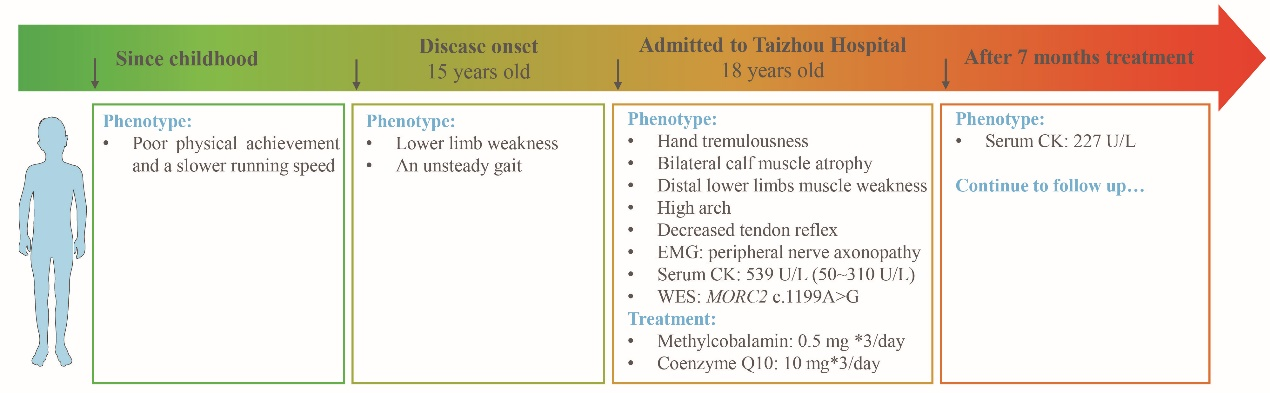 Since childhood
Disease onset
15 years old
Admitted to Taizhou Hospital
18 years old
After 7 months treatment
Phenotype:
• Poor physical achievement
and a slower running speed
Phenotype:
• Lower limb weakness
• An unsteady gait
Phenotype:
• Hand tremulousness
• Bilateral calf muscle atrophy
• Distal lower limbs muscle weakness
• High arch
• Decreased tendon reflex
• EMG: peripheral nerve axonopathy
• Serum CK: 539 U/L (50~310 U/L)
• WES: MORC2 c.1199A>G
Treatment:
• Methylcobalamin: 0.5 mg *3/day
• Coenzyme Q10: 10 mg*3/day
Phenotype:
• Serum CK: 227 U/L
Continue to follow up…